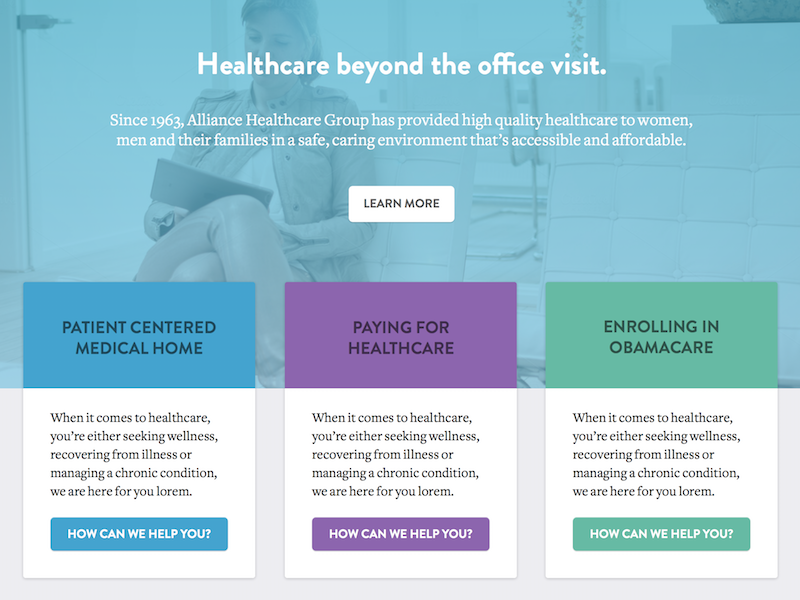 Healthcare beyond the office visit.
Since 1963, Alliance Healthcare Group has provided high quality healthcare to women,
men and their families in a safe, caring environment that’s accessible and affordable.
LEARN MORE
PATIENT CENTERED
MEDICAL HOME
When it comes to healthcare,
you’re either seeking wellness,
recovering from illness or
managing a chronic condition,
we are here for you lorem.
HOW CAN WE HELP YOU?
PAYING FOR
HEALTHCARE
When it comes to healthcare,
you’re either seeking wellness,
recovering from illness or
managing a chronic condition,
we are here for you lorem.
HOW CAN WE HELP YOU?
ENROLLING IN
OBAMACARE
When it comes to healthcare,
you’re either seeking wellness,
recovering from illness or
managing a chronic condition,
we are here for you lorem.
HOW CAN WE HELP YOU?